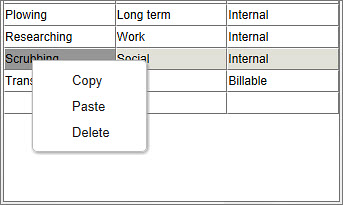 Plowing Long term Internal
Researching Work Internal
Scrubbing Social Internal
Copy
Billable
Paste
Delete